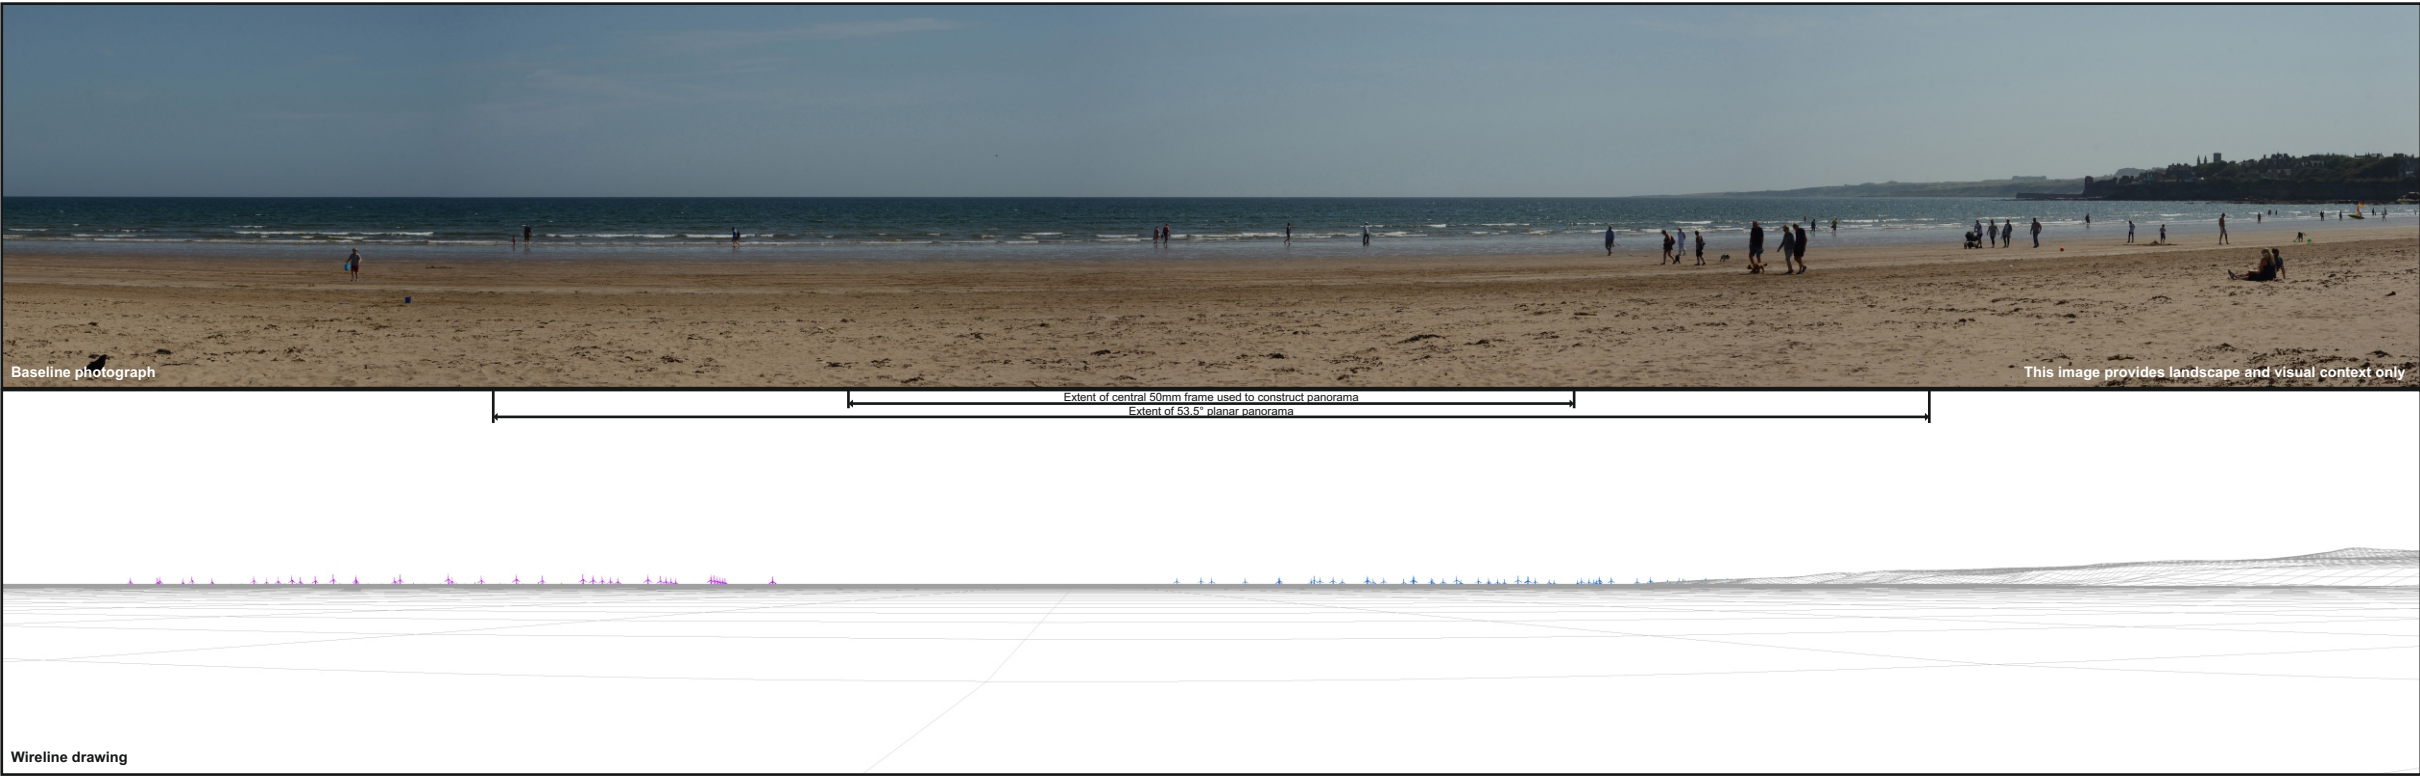 Baseline photograph
This image provides landscape and visual context only
Extent of central 50mm frame used to construct panorama
Extent of 53.5° planar panorama
Wireline drawing